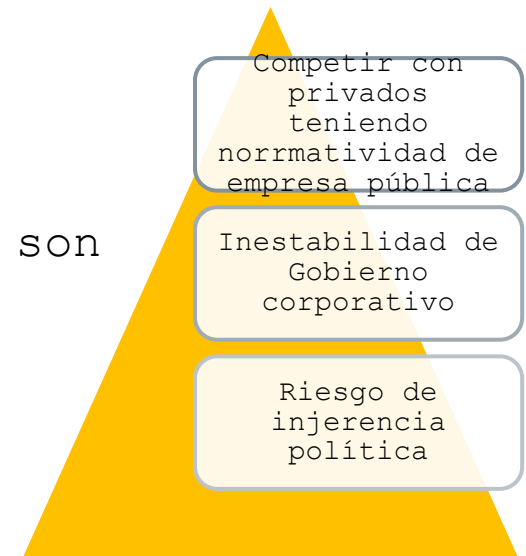 son
Competir con
privados
teniendo
norrmatividad de
empresa pública
Inestabilidad de
Gobierno
corporativo
Riesgo de
injerencia
política